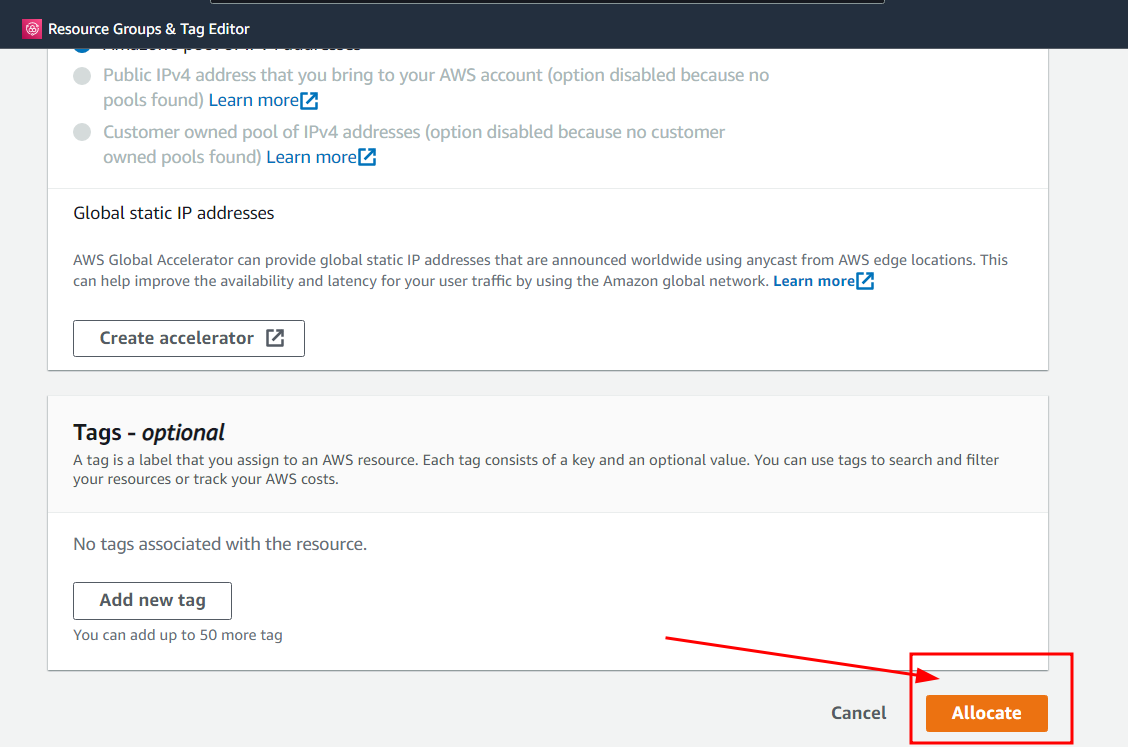 Resource Groups & Tag Editor
Amazon's pool of IPv4 addresses
Public IPv4 address that you bring to your AWS account (option disabled because no
pools found) Learn more
Customer owned pool of IPv4 addresses (option disabled because no customer
owned pools found) Learn more
Global static IP addresses
AWS Global Accelerator can provide global static IP addresses that are announced worldwide using anycast from AWS edge locations. This
can help improve the availability and latency for your user traffic by using the Amazon global network. Learn more
Create accelerator
Tags - optional
A tag is a label that you assign to an AWS resource. Each tag consists of a key and an optional value. You can use tags to search and filter
your resources or track your AWS costs.
No tags associated with the resource.
Add new tag
You can add up to 50 more tag
Cancel
Allocate